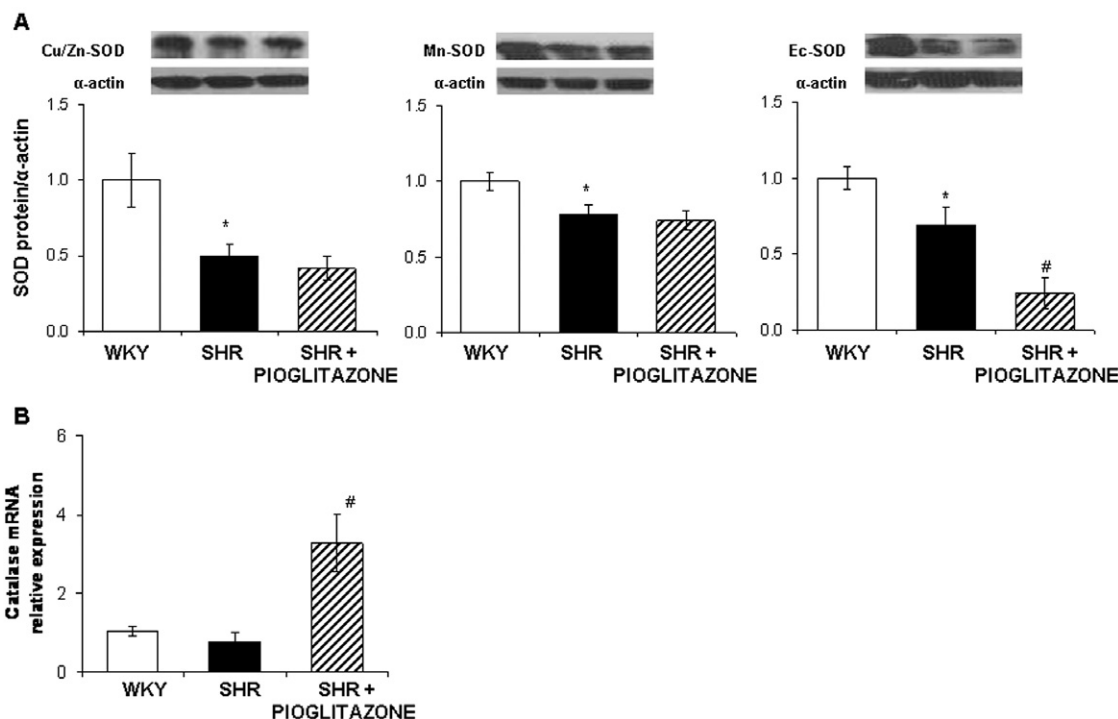 A
Cu/Zn-SOD
α-actin
Mn-SOD
α-actin
Ec-SOD
α-actin
SOD protein/α-actin
1.5
1.0
0.5
0.0
*
WKY
SHR
SHR +
PIOGLITAZONE
1.5
1.0
0.5
0.0
*
WKY
SHR
SHR +
PIOGLITAZONE
1.5
1.0
0.5
0.0
*
#
WKY
SHR
SHR +
PIOGLITAZONE
B
Catalase mRNA
relative expression
6
4
2
0
#
WKY
SHR
SHR +
PIOGLITAZONE